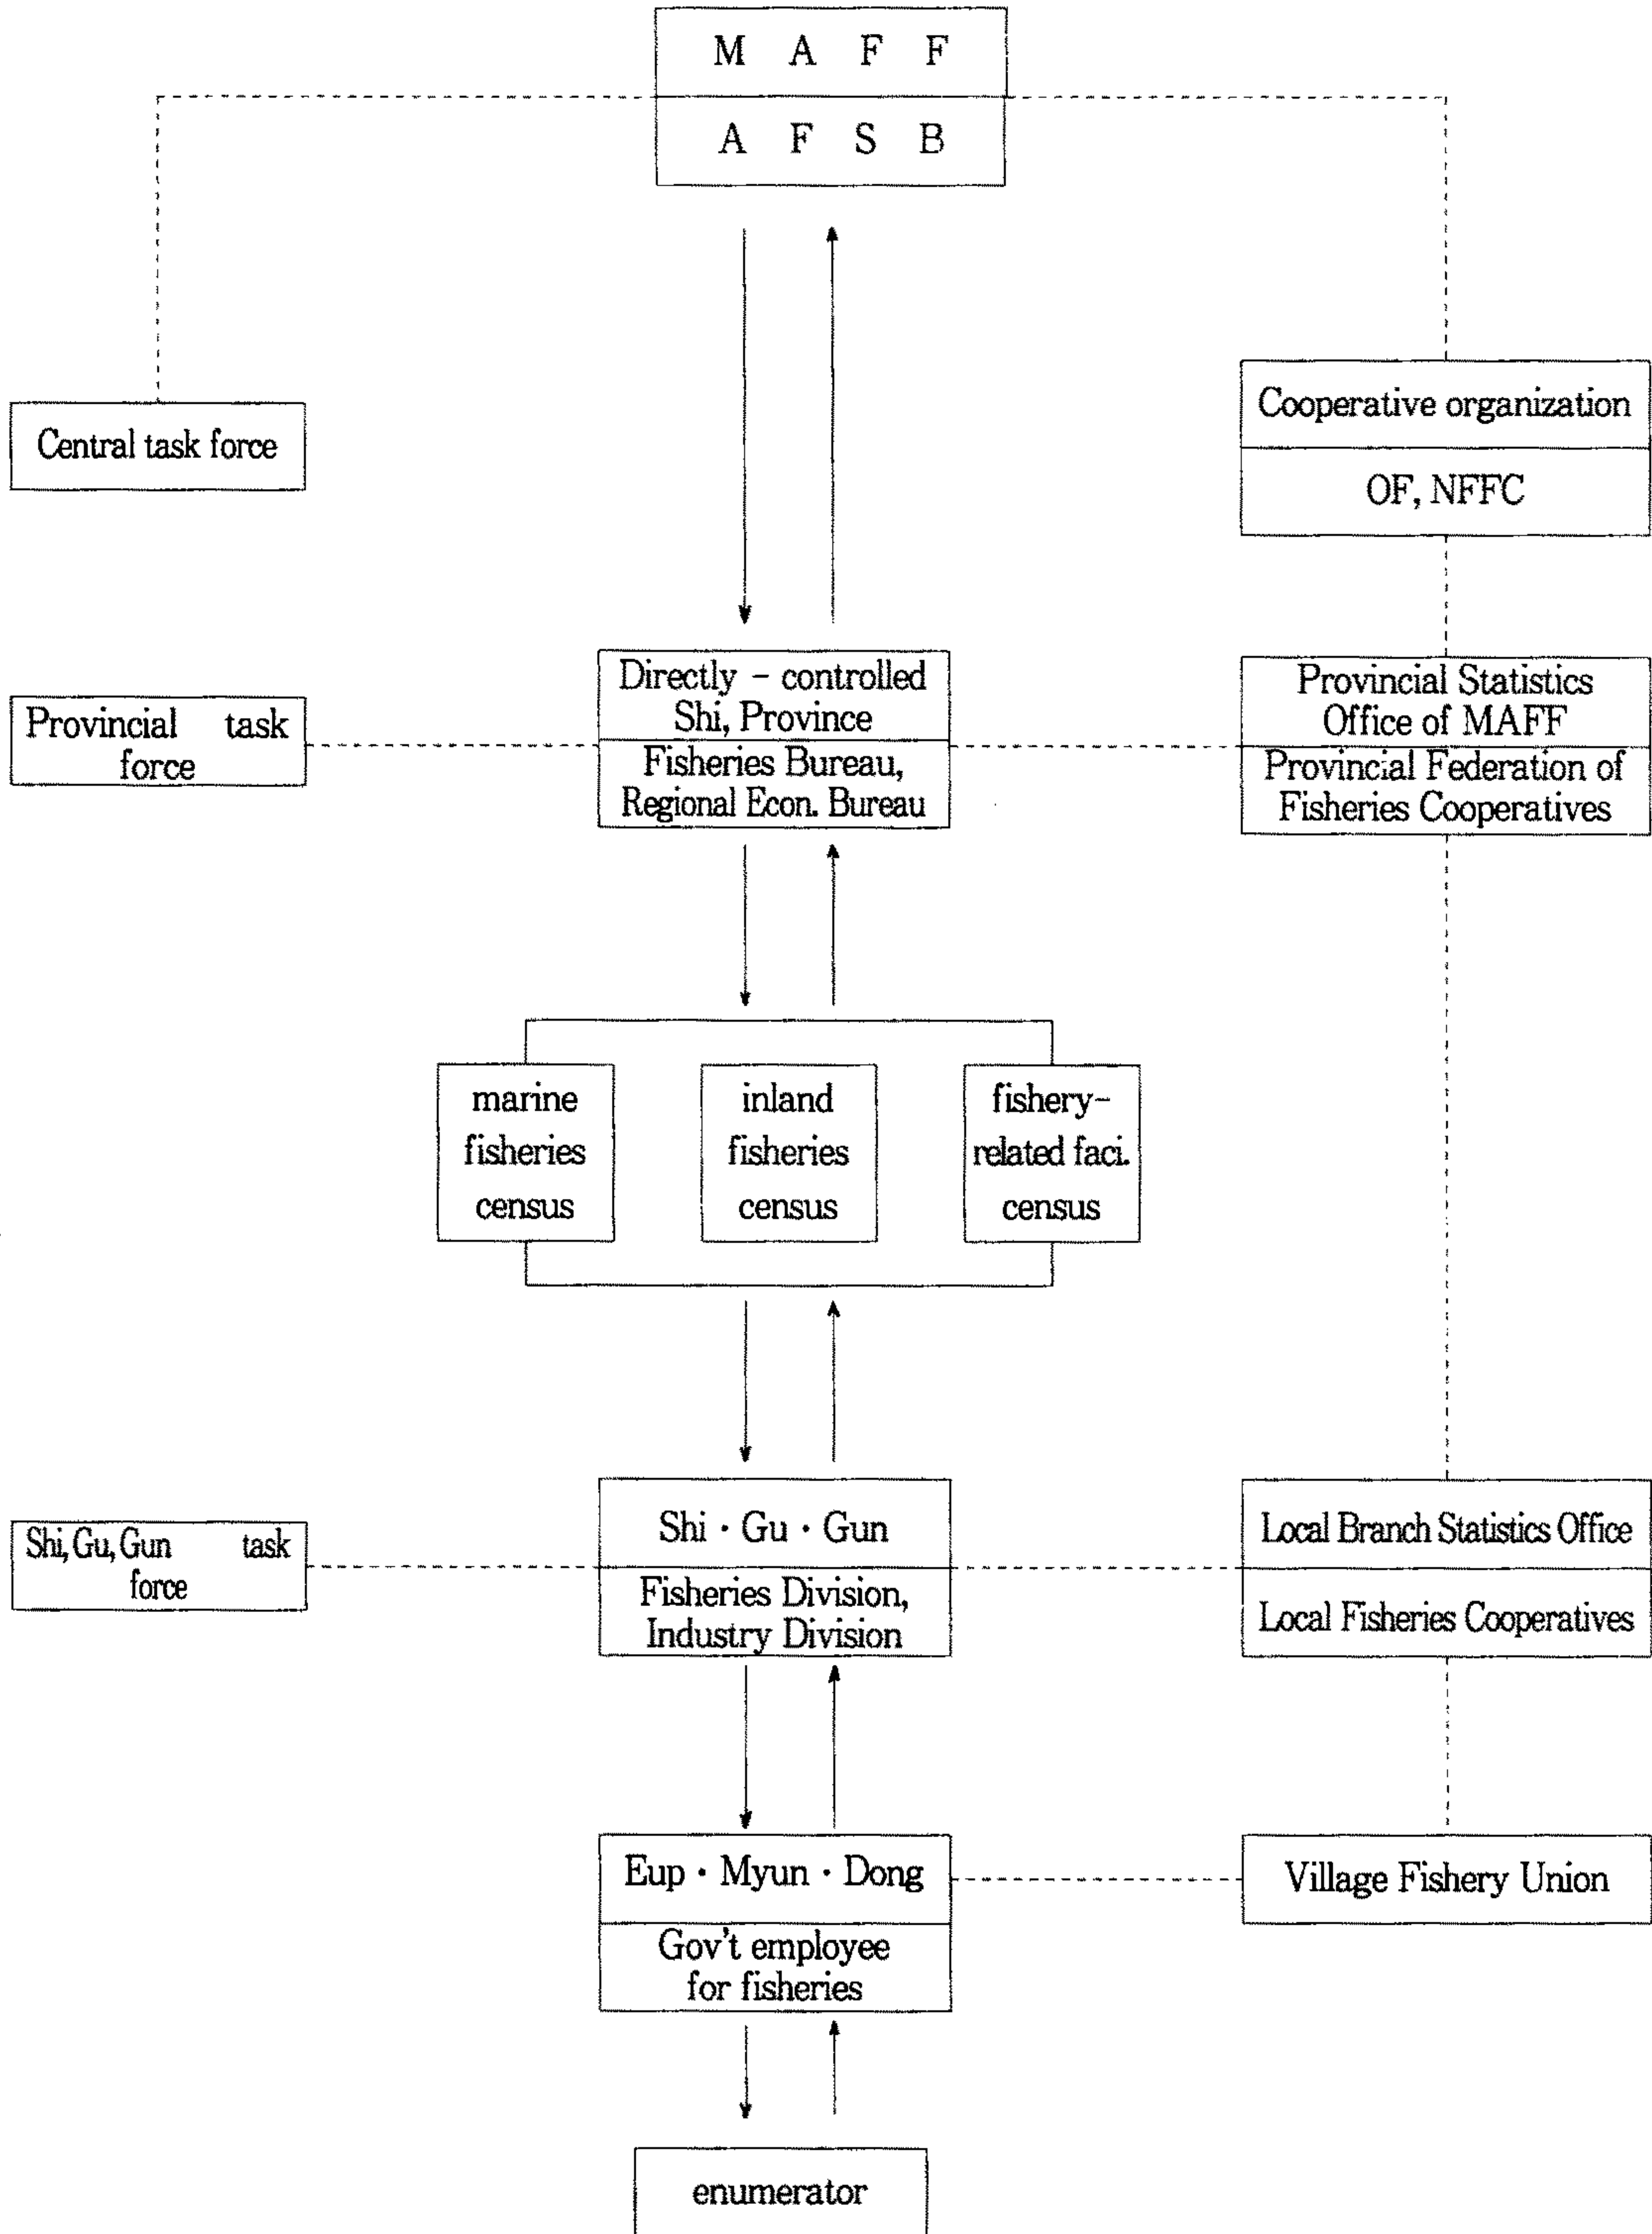 M A F F
A F S B
Central task force
Cooperative organization
OF, NFFC
Provincial task
force
Directly - controlled
Shi, Province
Fisheries Bureau,
Regional Econ. Bureau
Provincial Statistics
Office of MAFF
Provincial Federation of
Fisheries Cooperatives
marine
fisheries
census
inland
fisheries
census
fishery-
related faci.
census
Shi, Gu, Gun task
force
Shi · Gu · Gun
Fisheries Division,
Industry Division
Local Branch Statistics Office
Local Fisheries Cooperatives
Eup · Myun · Dong
Gov't employee
for fisheries
Village Fishery Union
enumerator